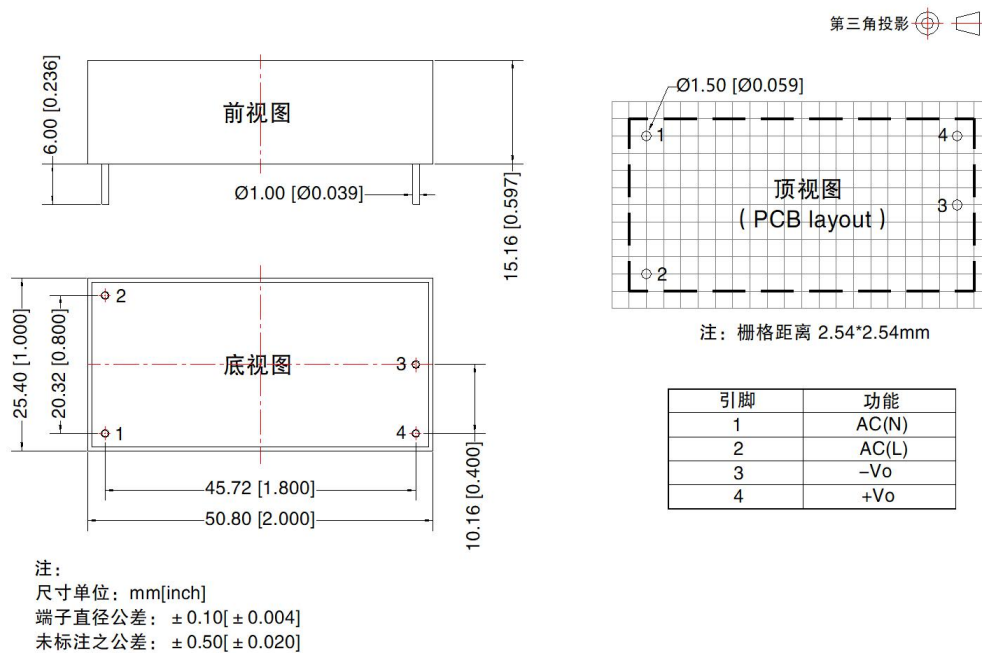 第三角投影
6.00 [0.236]
前视图
Ø1.00 [Ø0.039]
15.16 [0.597]
Ø1.50 [Ø0.059]
1
4
顶视图
3
( PCB layout )
2
注：栅格距离 2.54*2.54mm
25.40 [1.000]
20.32 [0.800]
2
底视图
3
1
4
45.72 [1.800]
50.80 [2.000]
10.16 [0.400]
引脚 功能
1 AC(N)
2 AC(L)
3 –Vo
4 +Vo
注：
尺寸单位：mm[inch]
端子直径公差：±0.10[±0.004]
未标注之公差：±0.50[±0.020]